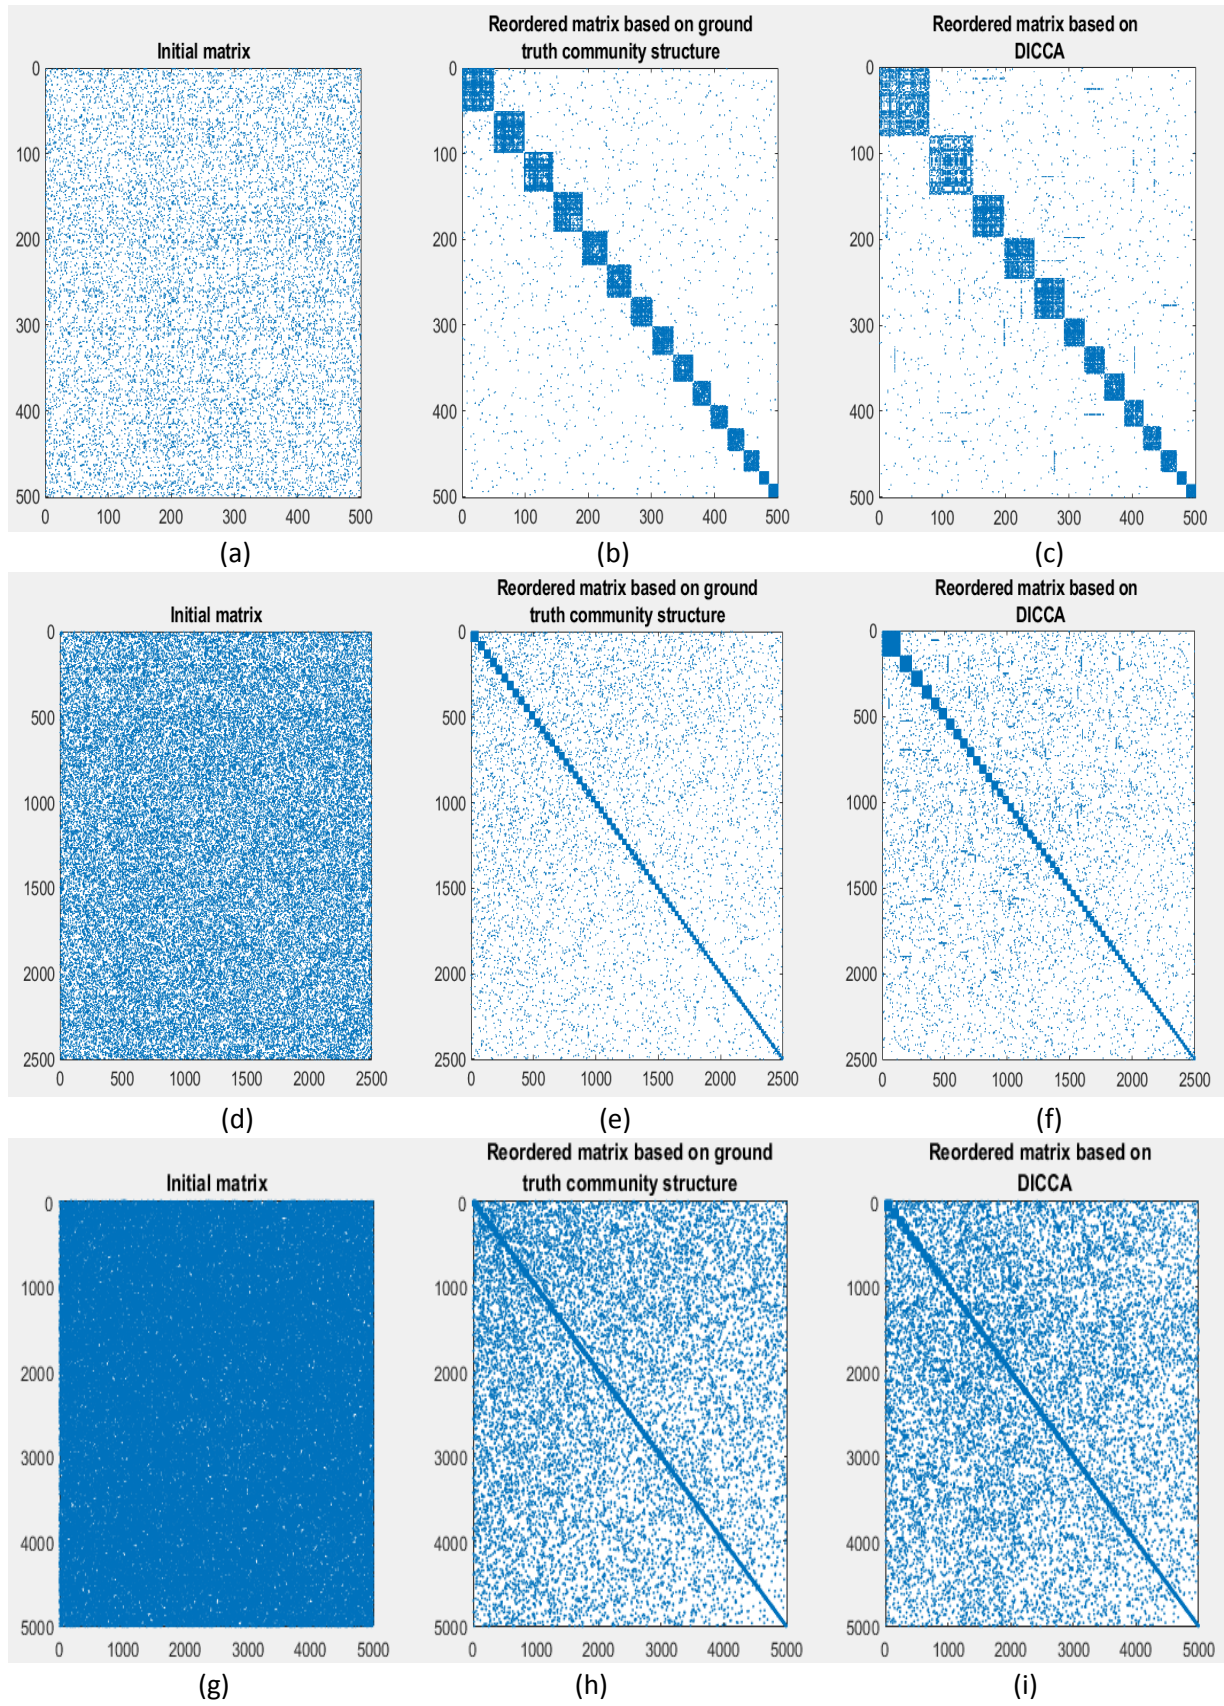 Initial matrix
Reordered matrix based on ground
truth community structure
Reordered matrix based on
DICCA
0
100
200
300
400
500
0 100 200 300 400 500
0
100
200
300
400
500
0 100 200 300 400 500
0
100
200
300
400
500
0 100 200 300 400 500
(a)
(b)
(c)
Initial matrix
Reordered matrix based on ground
truth community structure
Reordered matrix based on
DICCA
0
500
1000
1500
2000
2500
0 500 1000 1500 2000 2500
0
500
1000
1500
2000
2500
0 500 1000 1500 2000 2500
0
500
1000
1500
2000
2500
0 500 1000 1500 2000 2500
(d)
(e)
(f)
Initial matrix
Reordered matrix based on ground
truth community structure
Reordered matrix based on
DICCA
0
1000
2000
3000
4000
5000
0 1000 2000 3000 4000 5000
0
1000
2000
3000
4000
5000
0 1000 2000 3000 4000 5000
0
1000
2000
3000
4000
5000
0 1000 2000 3000 4000 5000
(g)
(h)
(i)